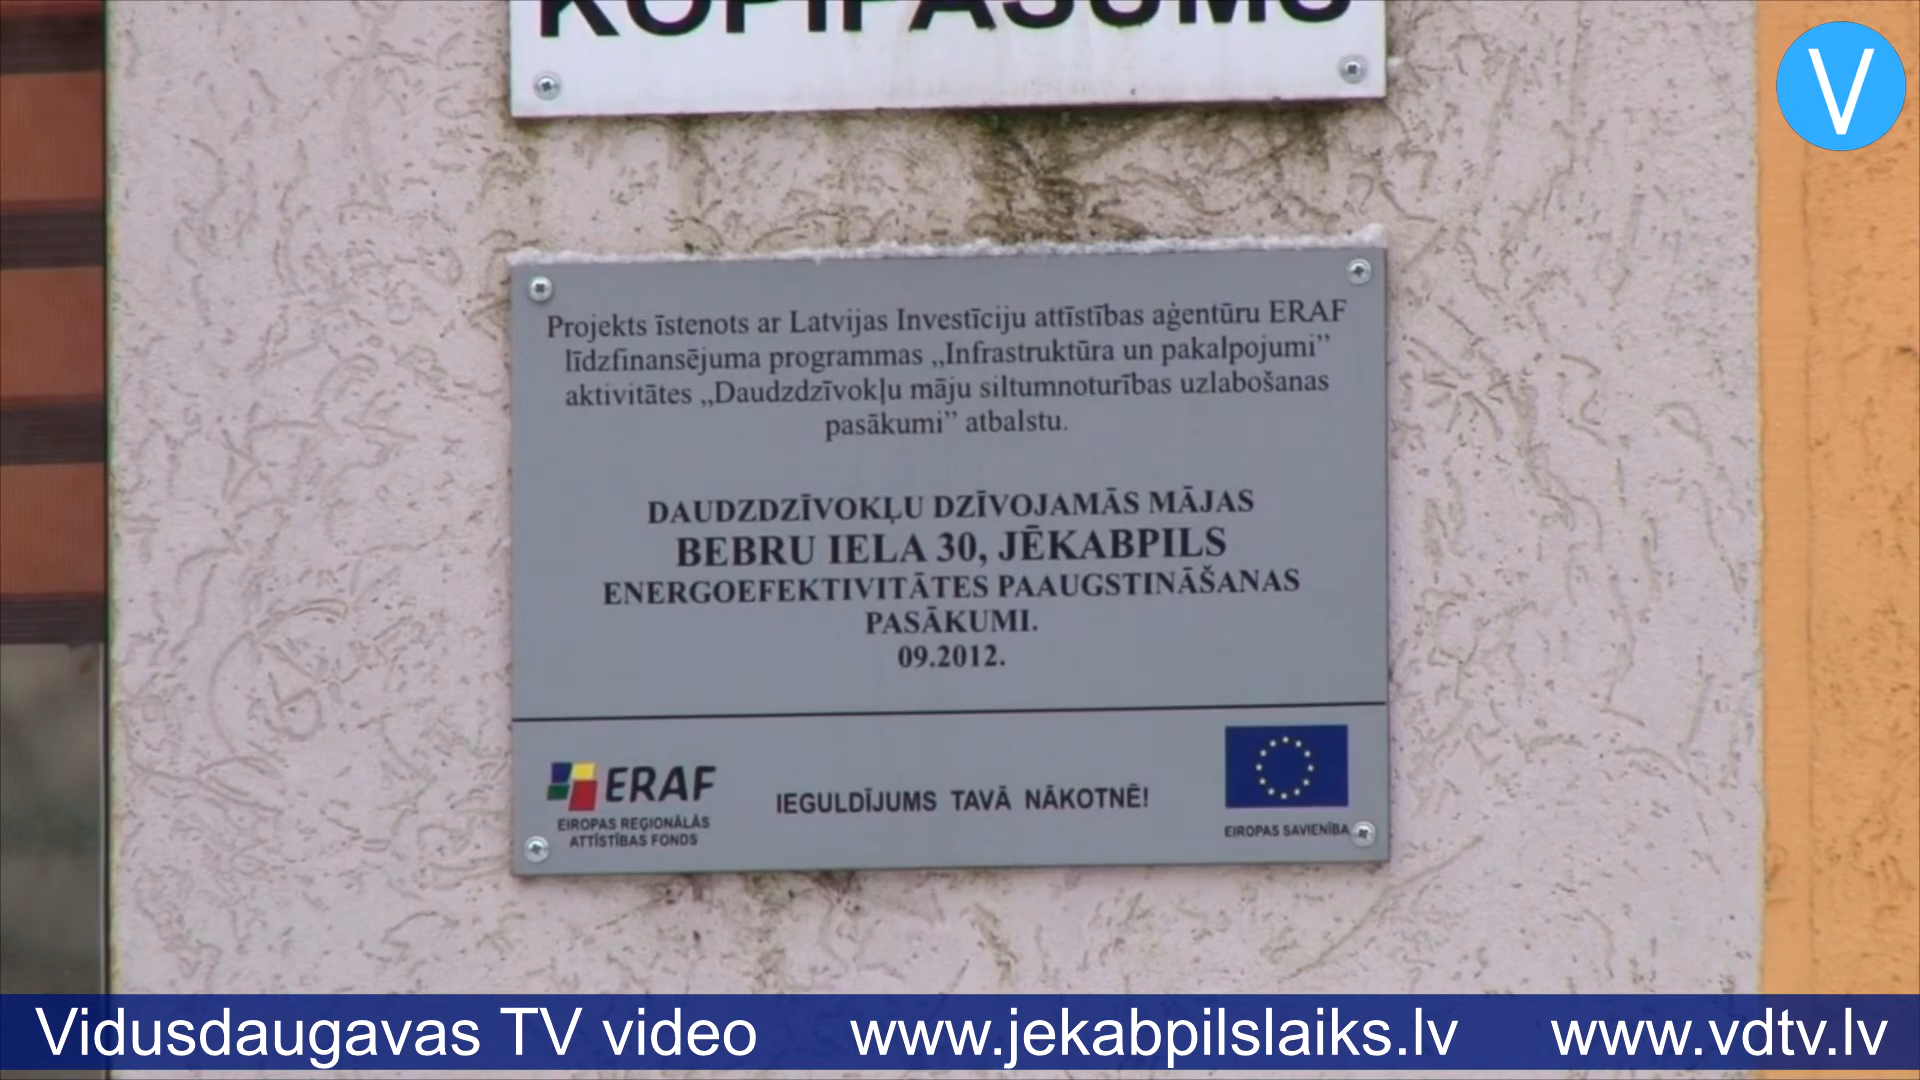 KOPĪPAŠUMS
V
Projekts īstenots ar Latvijas Investīciju attīstības aģentūru ERAF
līdzfinansējuma programmas „Infrastruktūra un pakalpojumi”
aktivitātes „Daudzdzīvokļu māju siltumnoturības uzlabošanas
pasākumi” atbalstu.
DAUDZDZĪVOKĻU DZĪVOJAMĀS MĀJAS
BEBRU IELA 30, JĒKABPILS
ENERGOEFEKTIVITĀTES PAAUGSTINĀŠANAS
PASĀKUMI.
09.2012.
ERAF
EIROPAS REĢIONĀLĀS
ATTĪSTĪBAS FONDS
IEGULDĪJUMS TAVĀ NĀKOTNĒ!
EIROPAS SAVIENĪBA
Vidusdaugavas TV video www.jekabpilslaiks.lv www.vdtv.lv